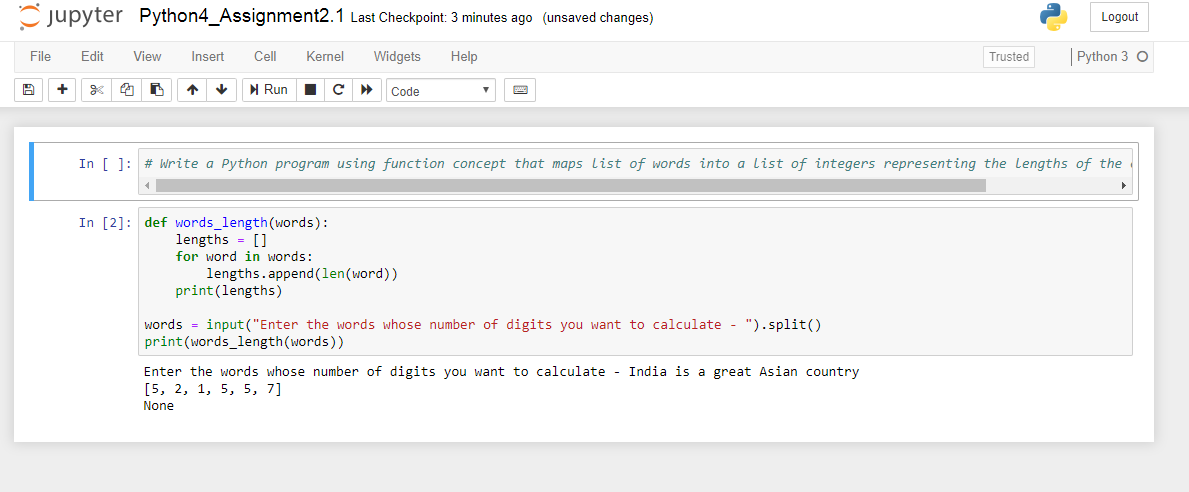 jupyter Python4_Assignment2.1 Last Checkpoint: 3 minutes ago (unsaved changes) Logout
File Edit View Insert Cell Kernel Widgets Help Trusted Python 3
Run Code
In [ ]: # Write a Python program using function concept that maps list of words into a list of integers representing the lengths of the
In [2]: def words_length(words):
    lengths = []
    for word in words:
        lengths.append(len(word))
    print(lengths)
words = input("Enter the words whose number of digits you want to calculate - ").split()
print(words_length(words))
Enter the words whose number of digits you want to calculate - India is a great Asian country
[5, 2, 1, 5, 5, 7]
None